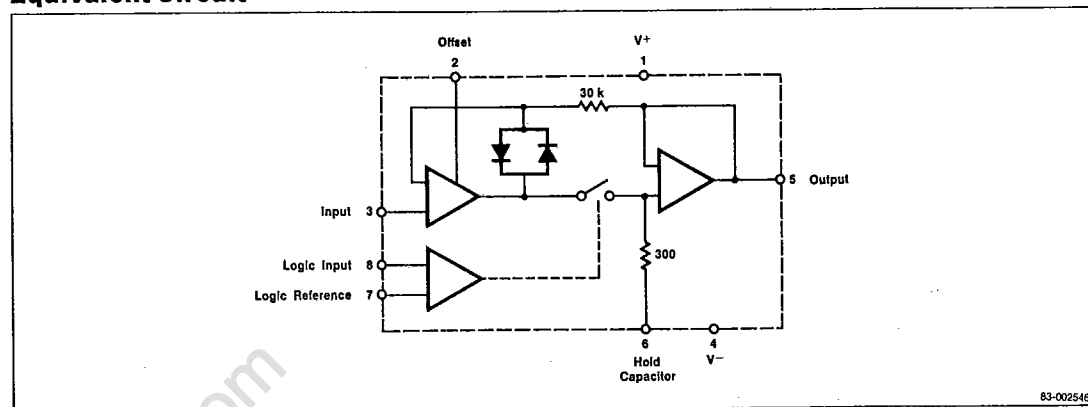 Equivalent Circuit
Offset
2
V+
1
30 k
5 Output
Input 3
300
Logic Input 8
Logic Reference 7
6
Hold
Capacitor
4
V−
83-002546
om